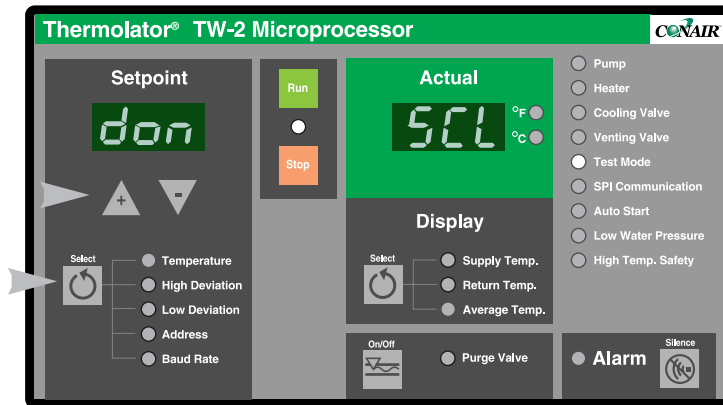 Thermolator® TW-2 Microprocessor
CONAIR
Setpoint
don
+
-
Select
Temperature
High Deviation
Low Deviation
Address
Baud Rate
Run
Stop
Actual
SCL
°F
°C
Display
Select
Supply Temp.
Return Temp.
Average Temp.
On/Off
Purge Valve
Pump
Heater
Cooling Valve
Venting Valve
Test Mode
SPI Communication
Auto Start
Low Water Pressure
High Temp. Safety
Alarm
Silence